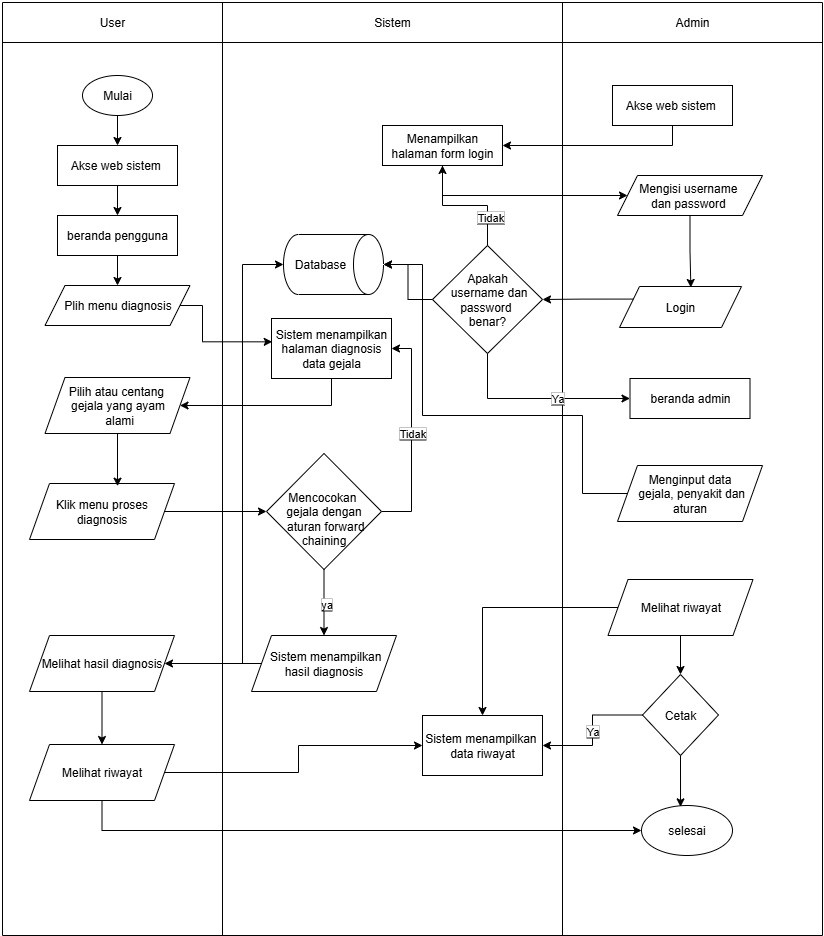 User
Sistem
Admin
Mulai
Akse web sistem
beranda pengguna
Plih menu diagnosis
Pilih atau centang
gejala yang ayam
alami
Klik menu proses
diagnosis
Melihat hasil diagnosis
Melihat riwayat
Menampilkan
halaman form login
Tidak
Database
Apakah
username dan
password
benar?
Sistem menampilkan
halaman diagnosis
data gejala
Ya
Tidak
Mencocokan
gejala dengan
aturan forward
chaining
ya
Sistem menampilkan
hasil diagnosis
Sistem menampilkan
data riwayat
Akse web sistem
Mengisi username
dan password
Login
beranda admin
Menginput data
gejala, penyakit dan
aturan
Melihat riwayat
Cetak
Ya
selesai